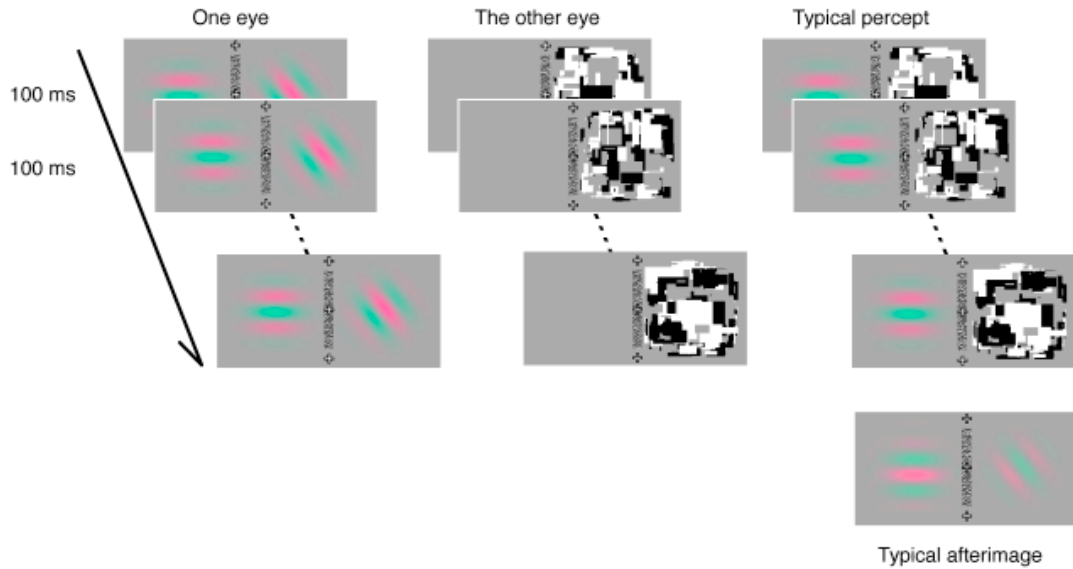 One eye
The other eye
Typical percept
100 ms
100 ms
Typical afterimage